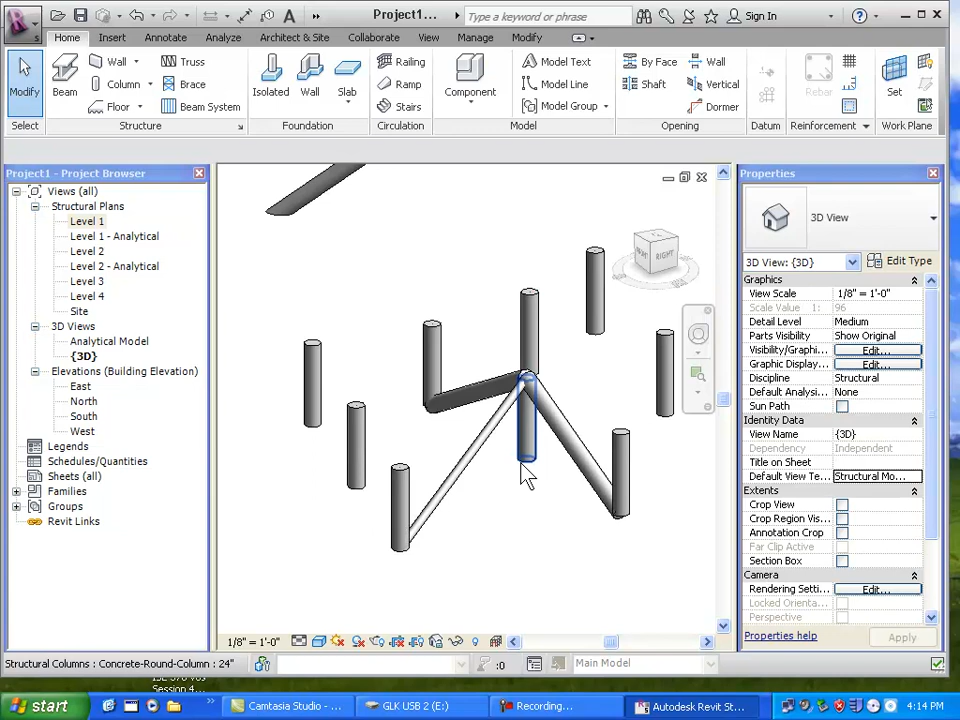 Project1...
Type a keyword or phrase
Sign In
Home Insert Annotate Analyze Architect & Site Collaborate View Manage Modify
Modify
Beam
Wall
Column
Floor
Truss
Brace
Beam System
Isolated
Wall
Slab
Railing
Ramp
Stairs
Component
Model Text
Model Line
Model Group
By Face
Shaft
Wall
Vertical
Dormer
Rebar
Set
Select Structure Foundation Circulation Model Opening Datum Reinforcement Work Plane
Project1 - Project Browser
Views (all)
Structural Plans
Level 1
Level 1 - Analytical
Level 2
Level 2 - Analytical
Level 3
Level 4
Site
3D Views
Analytical Model
{3D}
Elevations (Building Elevation)
East
North
South
West
Legends
Schedules/Quantities
Sheets (all)
Families
Groups
Revit Links
RIGHT
Properties
3D View
3D View: {3D} Edit Type
Graphics
View Scale 1/8" = 1'-0"
Scale Value 1: 96
Detail Level Medium
Parts Visibility Show Original
Visibility/Graphi... Edit...
Graphic Display... Edit...
Discipline Structural
Default Analysi... None
Sun Path
Identity Data
View Name {3D}
Dependency Independent
Title on Sheet
Default View Te... Structural Mo...
Extents
Crop View
Crop Region Vis...
Annotation Crop
Far Clip Active
Section Box
Camera
Rendering Setti... Edit...
Locked Orienta...
Perspective
Properties help Apply
1/8" = 1'-0"
Structural Columns : Concrete-Round-Column : 24"
:0
Main Model
Session 4...
start
Camtasia Studio - ...
GLK USB 2 (E:)
Recording...
Autodesk Revit St...
4:14 PM